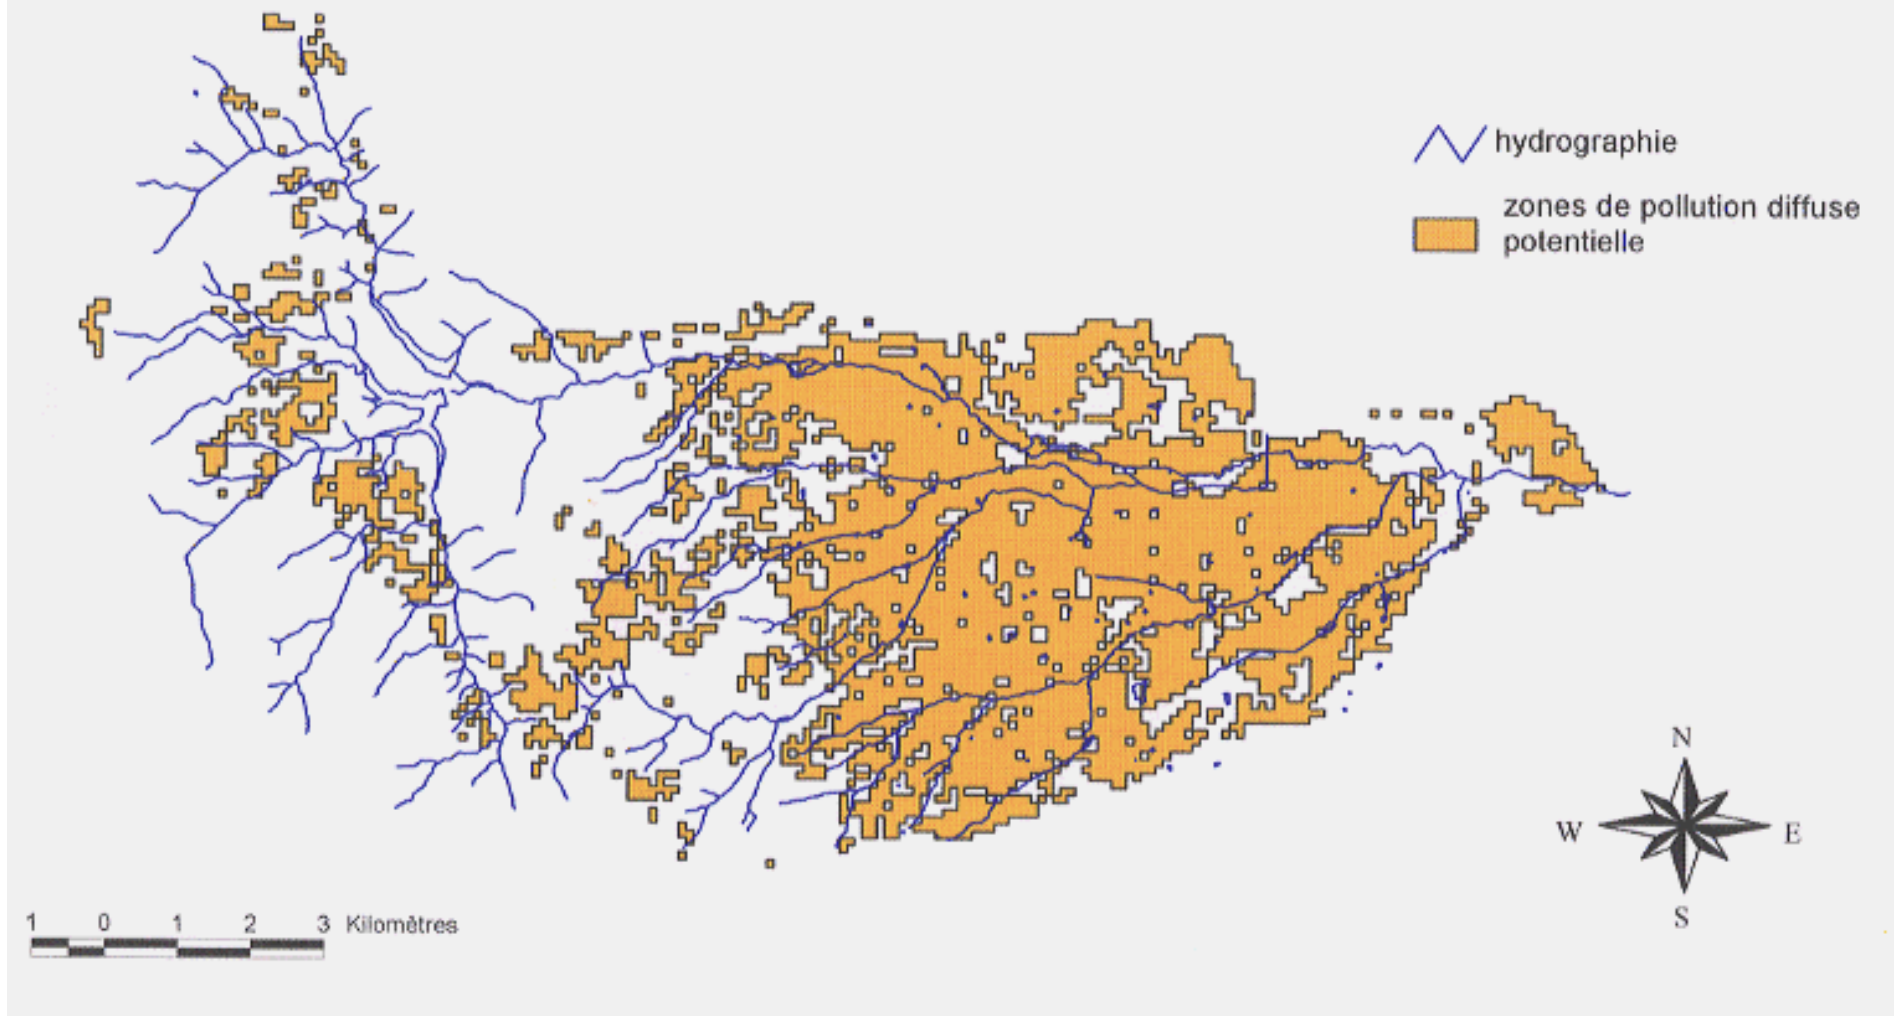 hydrographie
zones de pollution diffuse
potentielle
N
W E
S
1 0 1 2 3 Kilomètres